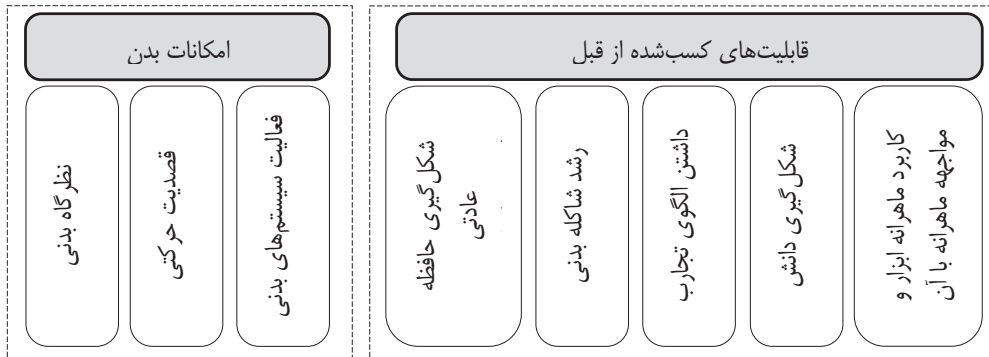 قابلیت‌های کسب‌شده از قبل
کاربرد ماهرانه ابزار و
مواجهه ماهرانه با آن
شکل‌گیری دانش
داشتن الگوی تجارب
رشد شاکله بدنی
شکل‌گیری حافظه
عادتی
امکانات بدن
فعالیت سیستم‌های بدنی
قصدیت حرکتی
نظرگاه بدنی